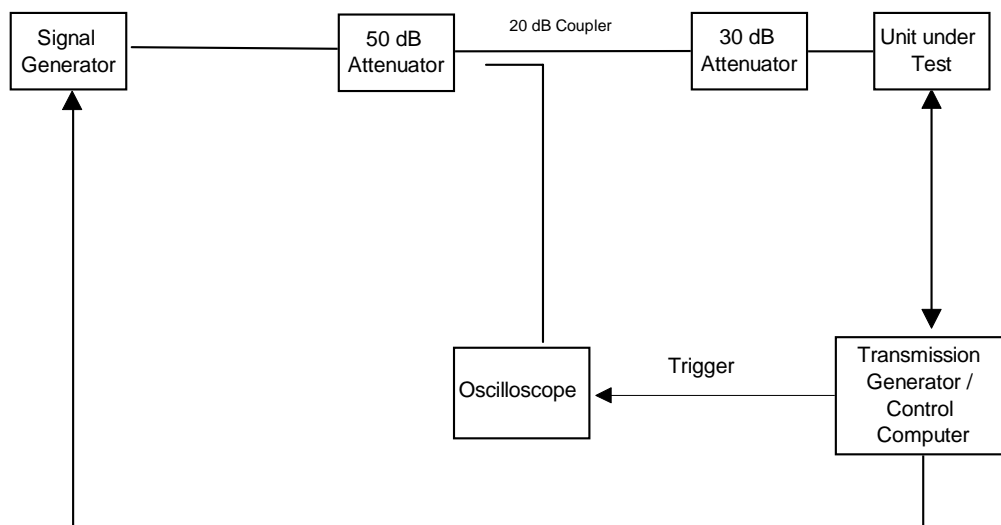 Signal
Generator
50 dB
Attenuator
20 dB Coupler
30 dB
Attenuator
Unit under
Test
Oscilloscope
Trigger
Transmission
Generator /
Control
Computer